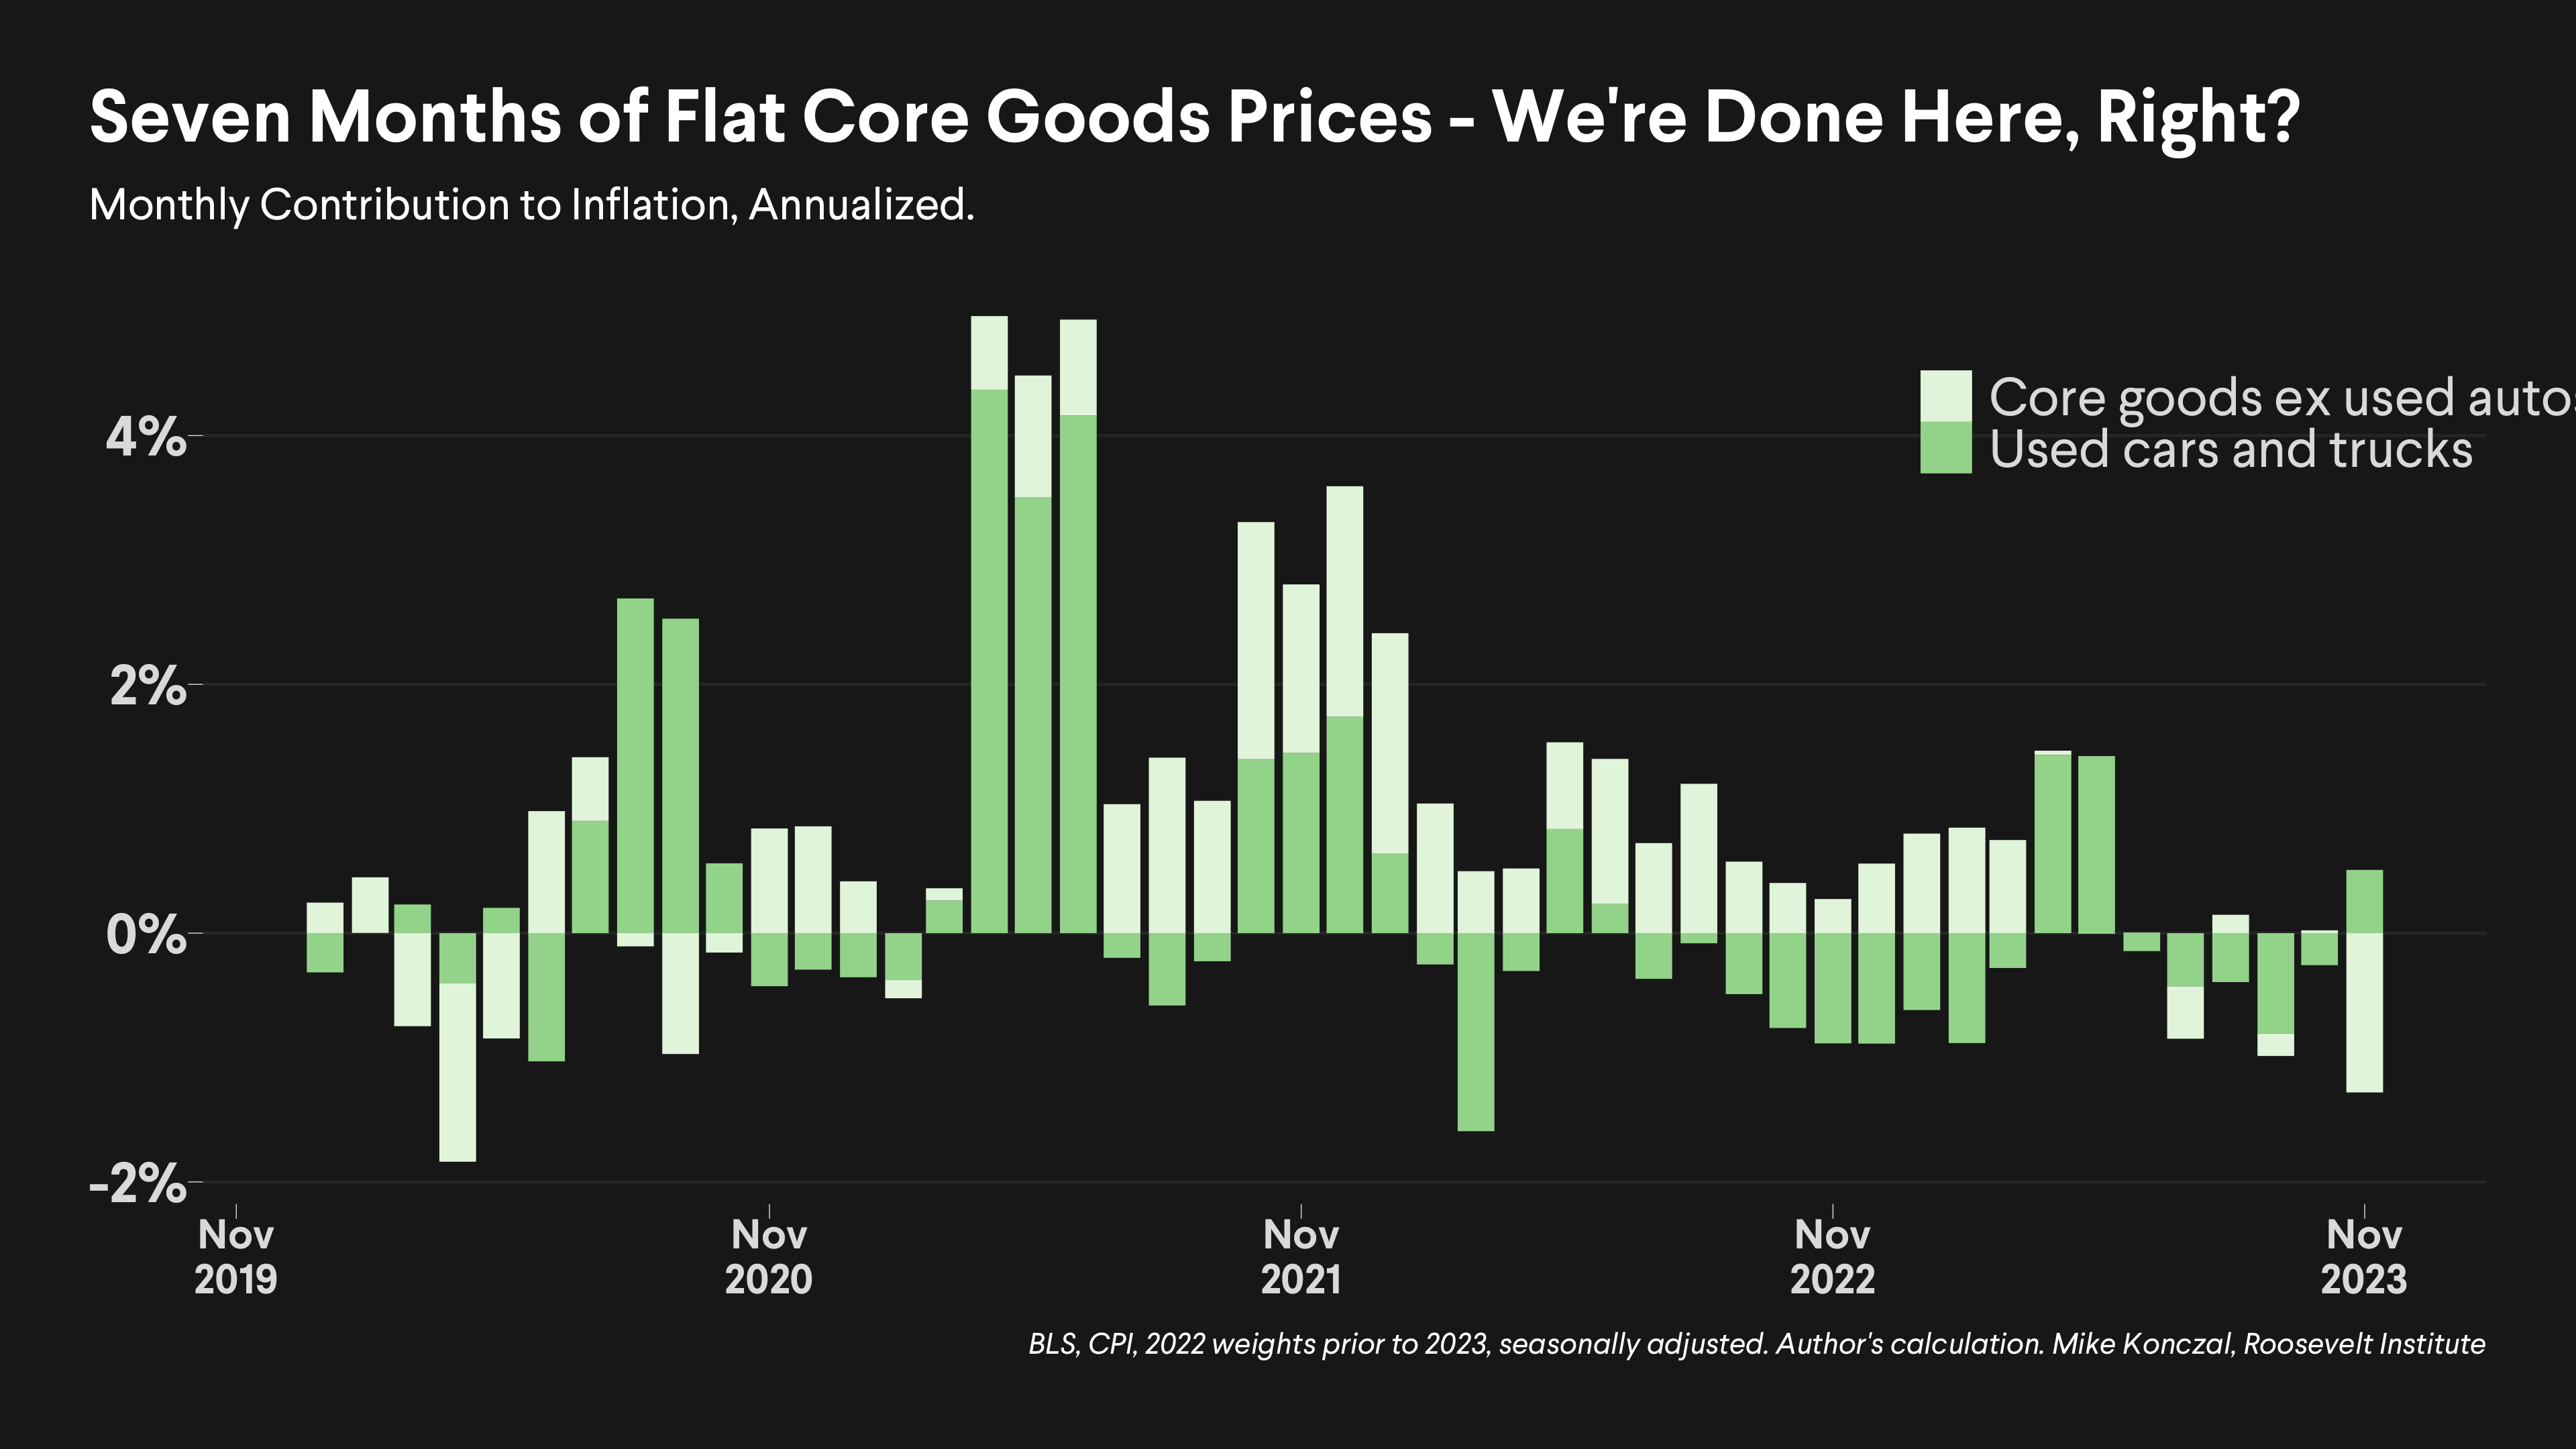 Seven Months of Flat Core Goods Prices - We're Done Here, Right?
Monthly Contribution to Inflation, Annualized.
Core goods ex used auto
Used cars and trucks
4%
2%
0%
-2%
Nov
2019
Nov
2020
Nov
2021
Nov
2022
Nov
2023
BLS, CPI, 2022 weights prior to 2023, seasonally adjusted. Author's calculation. Mike Konczal, Roosevelt Institute